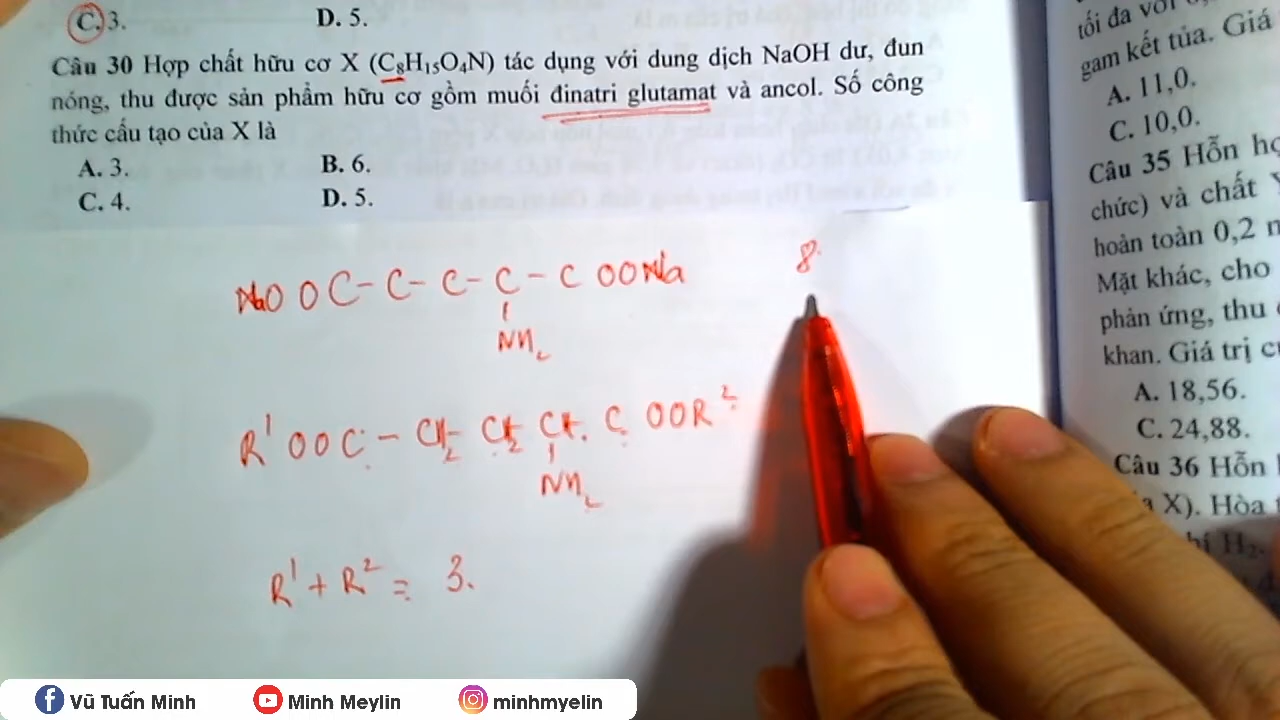 C. 3.
D. 5.
Câu 30 Hợp chất hữu cơ X (C₈H₁₅O₄N) tác dụng với dung dịch NaOH dư, đun
nóng, thu được sản phẩm hữu cơ gồm muối đinatri glutamat và ancol. Số công
thức cấu tạo của X là
A. 3.
B. 6.
C. 4.
D. 5.
NaOOC-C-C-C-COONa
NH₂
8.
R¹OOC-CH₂ CH₂ CH. COOR²
NH₂
R¹+R² = 3.
tối đa với
gam kết tủa. Giá
A. 11,0.
C. 10,0.
Câu 35 Hỗn
chức) và chất
hoàn toàn 0,2
Mặt khác, cho
phản ứng, thu
khan. Giá trị
A. 18,56.
C. 24,88.
Câu 36 Hỗn
X). Hòa
H₂.
Vũ Tuấn Minh
Minh Meylin
minhmyelin